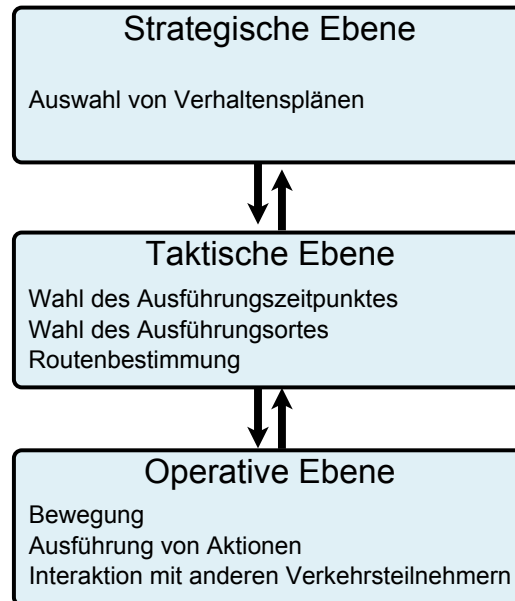 Strategische Ebene
Auswahl von Verhaltensplänen
Taktische Ebene
Wahl des Ausführungszeitpunktes
Wahl des Ausführungsortes
Routenbestimmung
Operative Ebene
Bewegung
Ausführung von Aktionen
Interaktion mit anderen Verkehrsteilnehmern